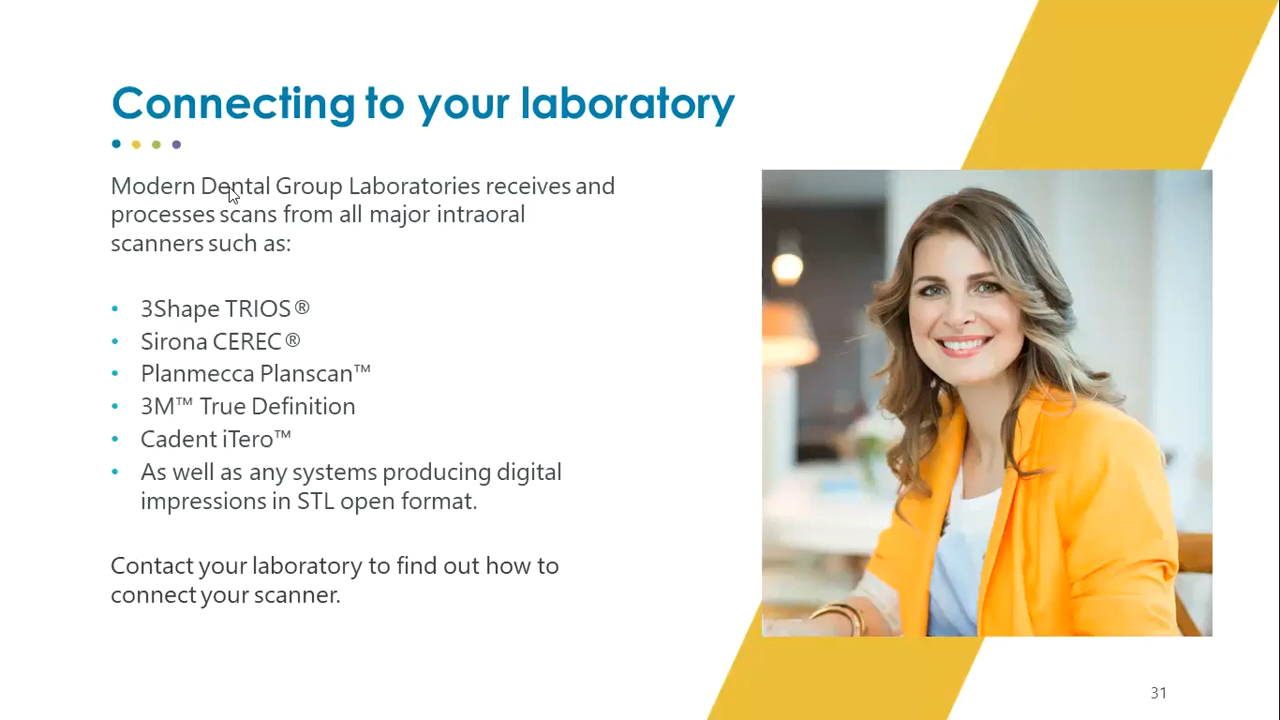 Connecting to your laboratory
Modern Dental Group Laboratories receives and
processes scans from all major intraoral
scanners such as:
• 3Shape TRIOS®
• Sirona CEREC®
• Planmecca Planscan™
• 3M™ True Definition
• Cadent iTero™
• As well as any systems producing digital
impressions in STL open format.
Contact your laboratory to find out how to
connect your scanner.
31